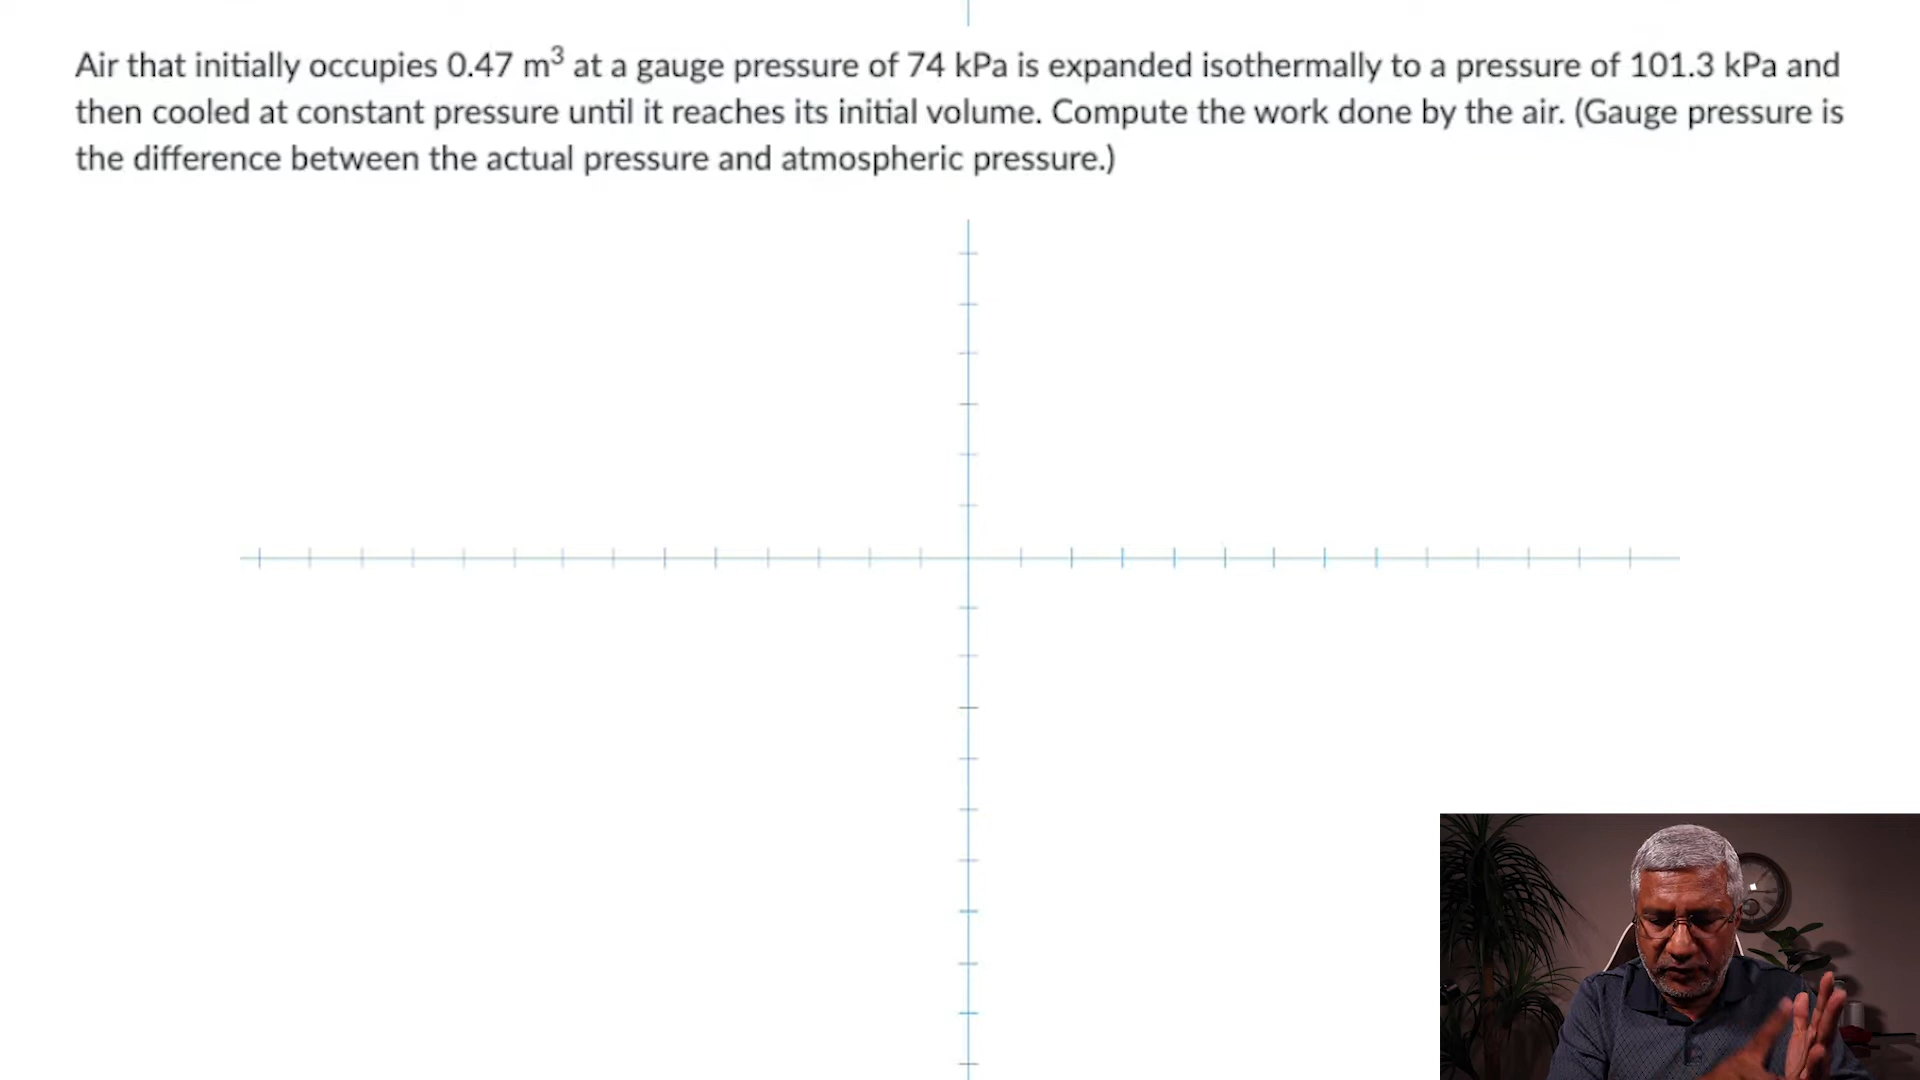 Air that initially occupies 0.47 m³ at a gauge pressure of 74 kPa is expanded isothermally to a pressure of 101.3 kPa and
then cooled at constant pressure until it reaches its initial volume. Compute the work done by the air. (Gauge pressure is
the difference between the actual pressure and atmospheric pressure.)